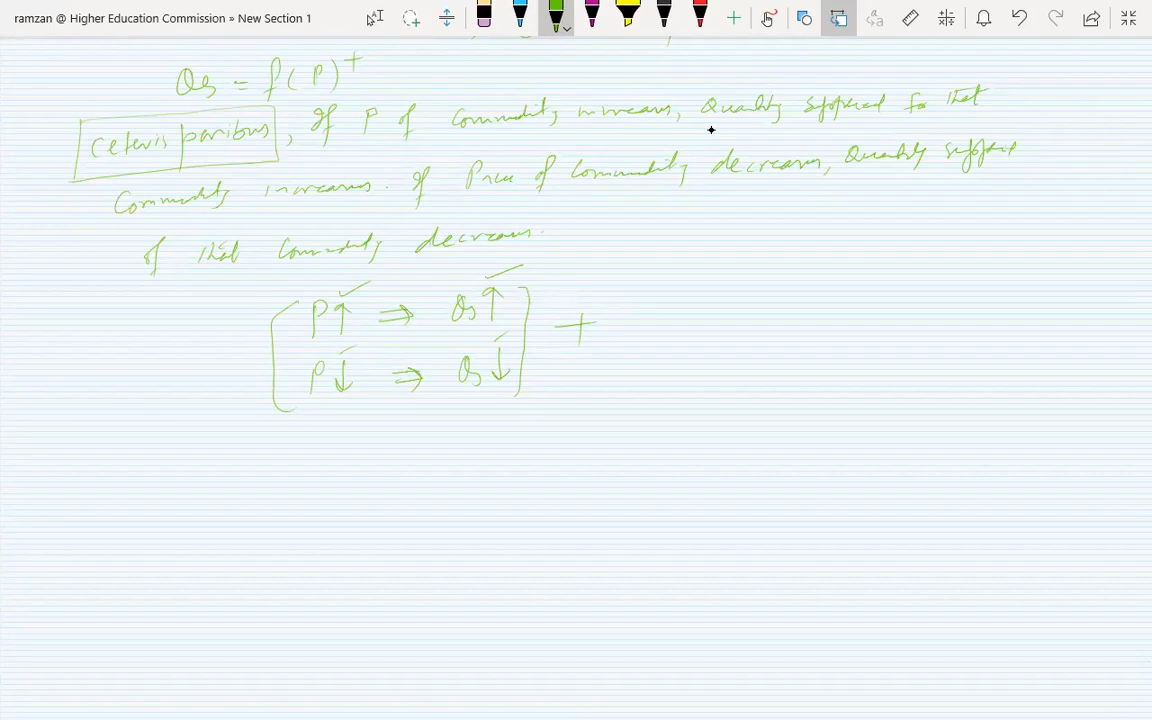 ramzan @ Higher Education Commission » New Section 1
Qs = f(P)+
Ceteris paribus, If P of Commodity increases, Quantity Supplied for that
Commodity increases. If Price of Commodity decreases, Quantity supplied
of that Commodity decreases.
P↑ ⇒ Qs↑ +
P↓ ⇒ Qs↓